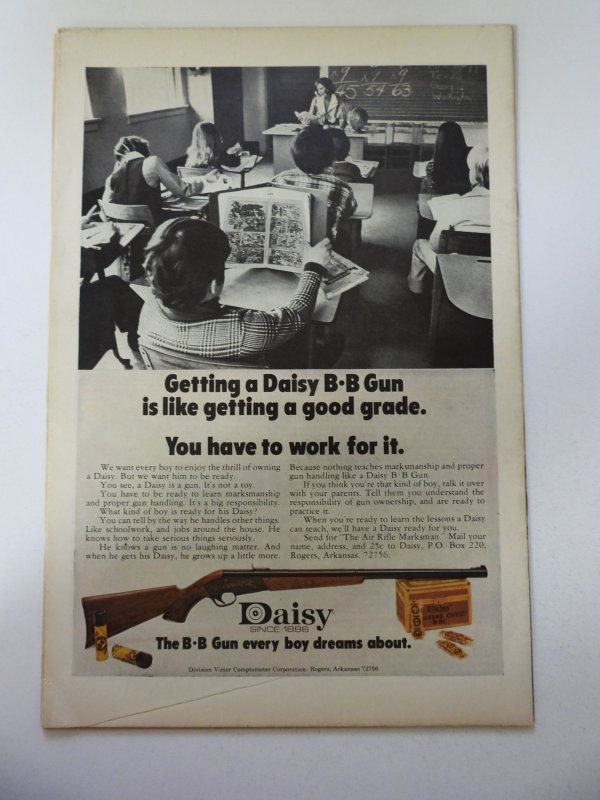 45 54 63
Getting a Daisy B·B Gun
is like getting a good grade.
You have to work for it.
We want every boy to enjoy the thrill of owning
a Daisy. But we want him to be ready.
You see, a Daisy is a gun. It's not a toy.
You have to be ready to learn marksmanship
and proper gun handling. It's a big responsibility.
What kind of boy is ready for his Daisy?
You can tell by the way he handles other things.
Like schoolwork, and jobs around the house. He
knows how to take serious things seriously.
He knows a gun is no laughing matter. And
when he gets his Daisy, he grows up a little more.
Because nothing teaches marksmanship and proper
gun handling like a Daisy B·B Gun.
If you think you're that kind of boy, talk it over
with your parents. Tell them you understand the
responsibility of gun ownership, and are ready to
practice it.
When you're ready to learn the lessons a Daisy
can teach, we'll have a Daisy ready for you.
Send for "The Air Rifle Marksman." Mail your
name, address, and 25c to Daisy, P.O. Box 220,
Rogers, Arkansas. 72756.
Daisy
SINCE 1886
Daisy
The B·B Gun every boy dreams about.
Division Victor Comptometer Corporation. Rogers, Arkansas 72756